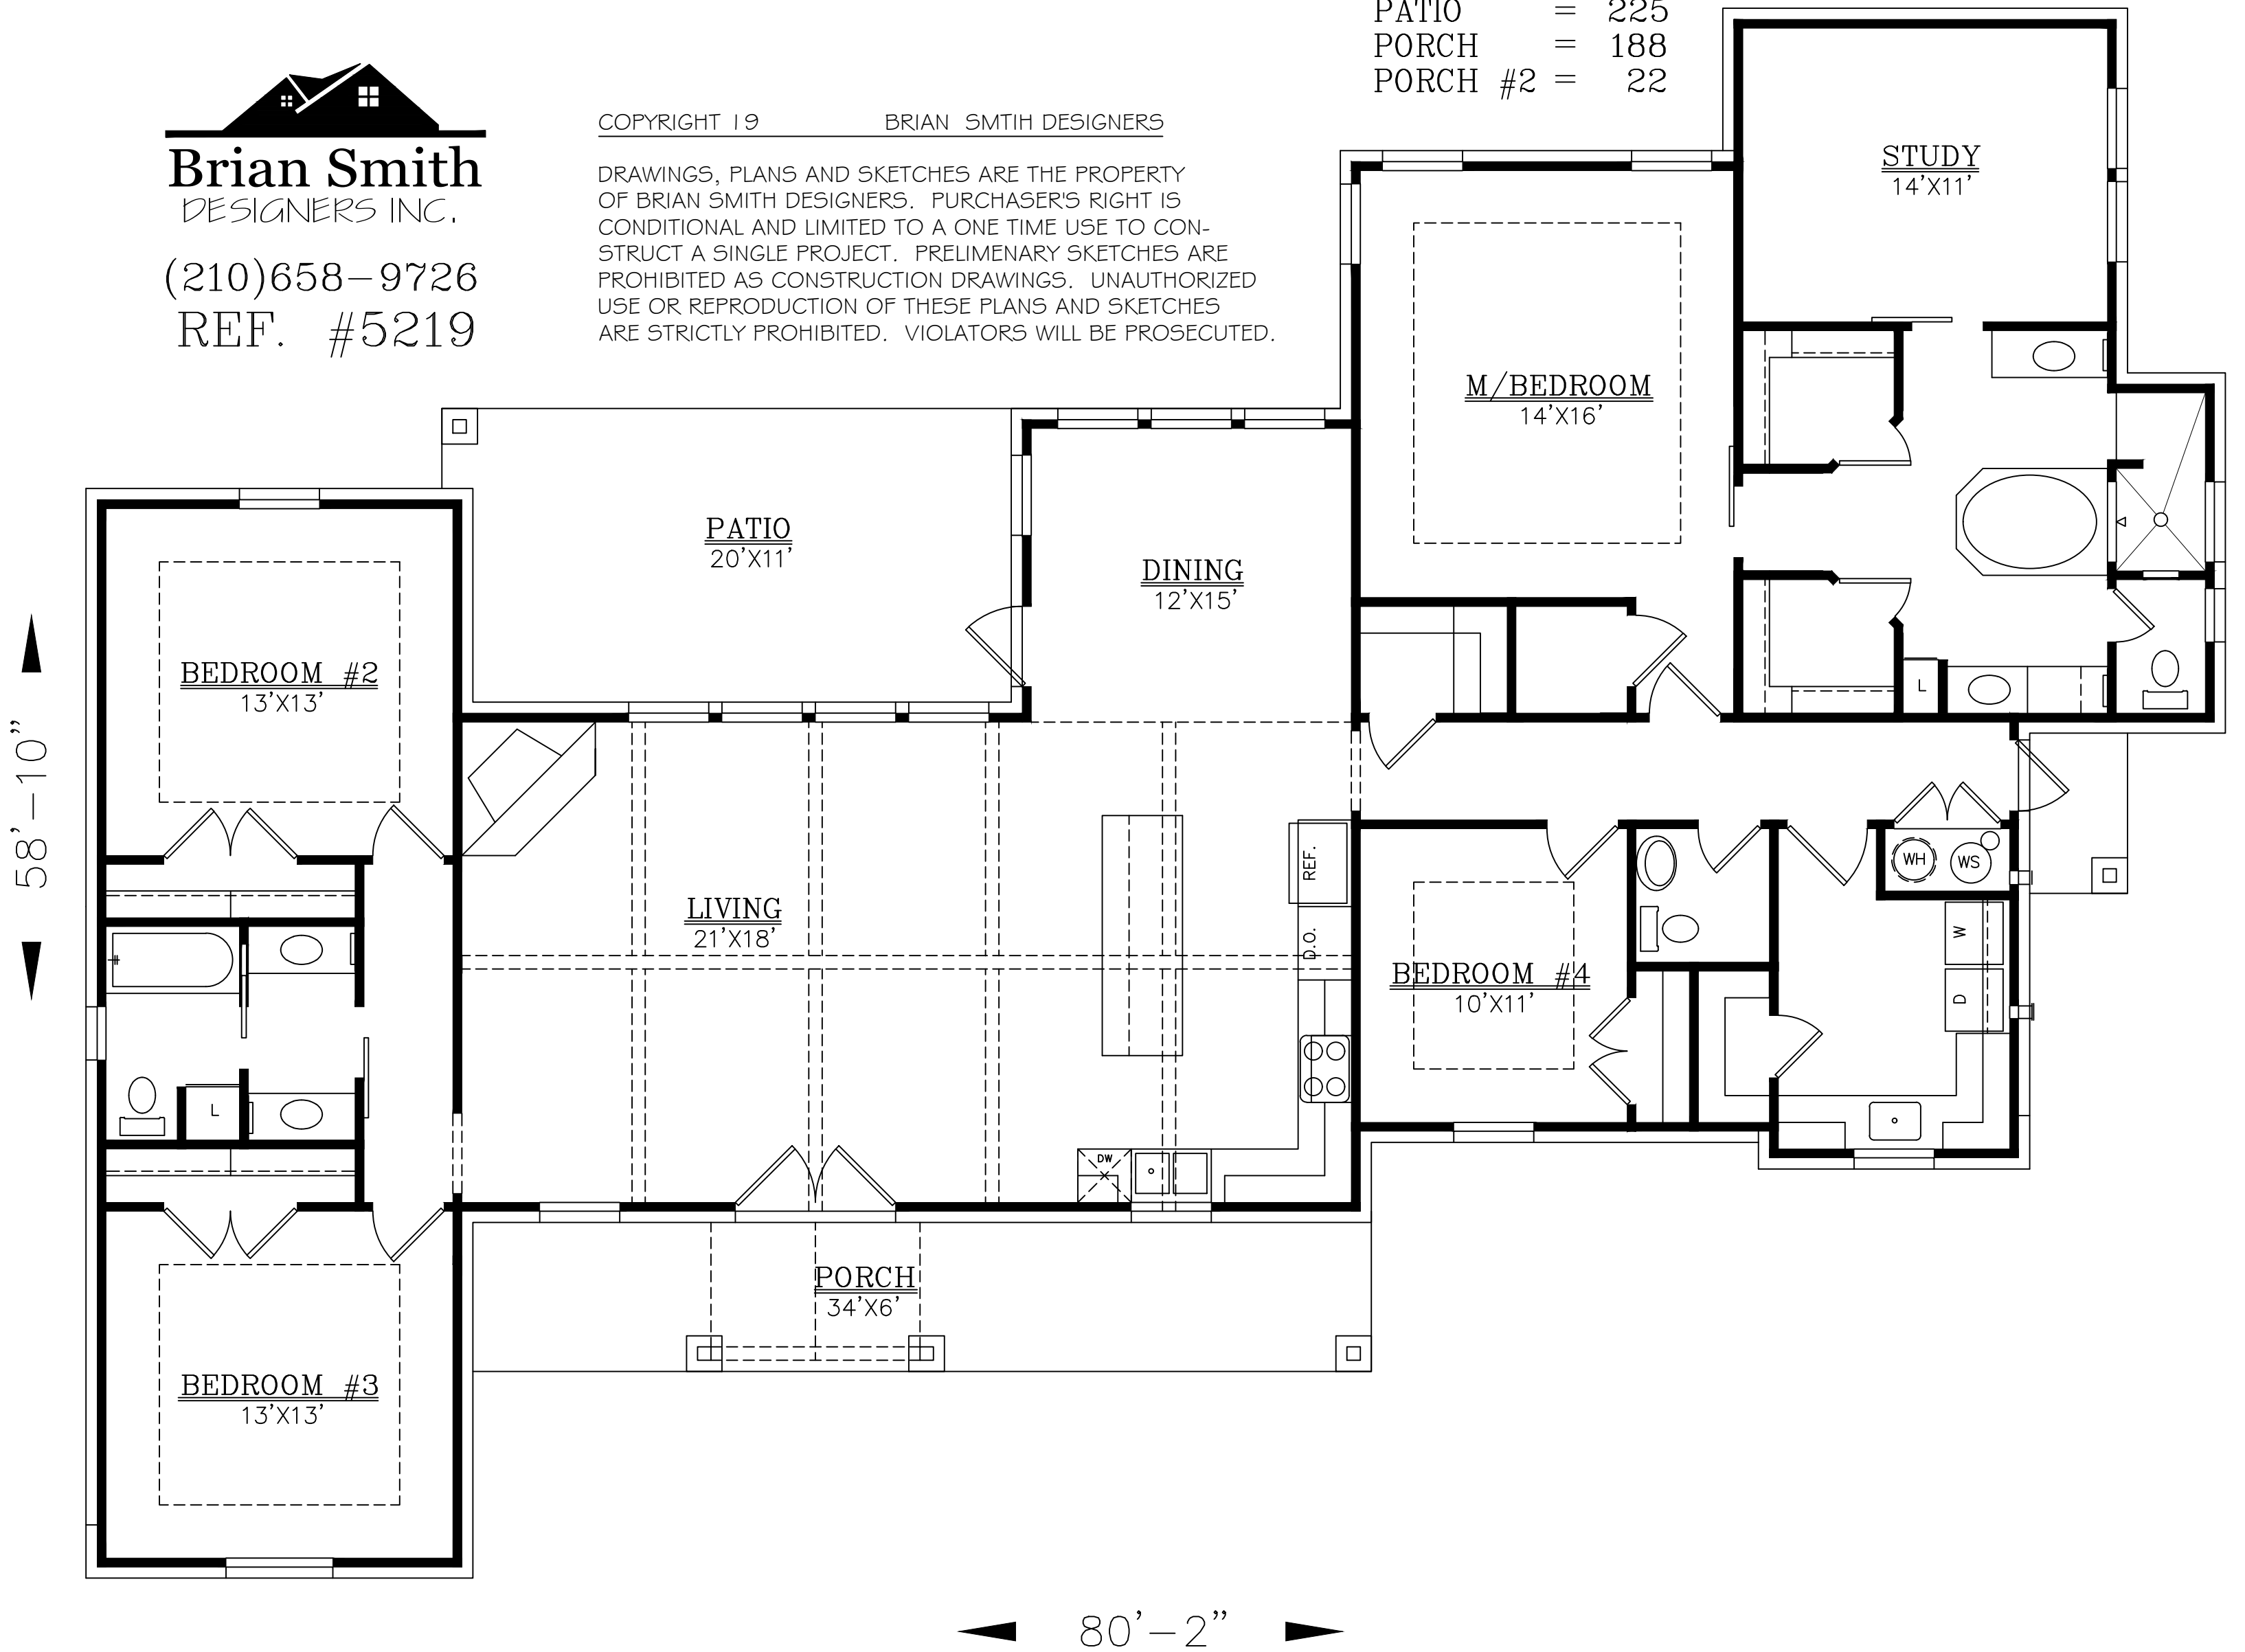 PATIO = 225
PORCH = 188
PORCH #2 = 22
Brian Smith
DESIGNERS INC.
(210)658-9726
REF. #5219
COPYRIGHT 19 BRIAN SMTIH DESIGNERS
DRAWINGS, PLANS AND SKETCHES ARE THE PROPERTY
OF BRIAN SMITH DESIGNERS. PURCHASER'S RIGHT IS
CONDITIONAL AND LIMITED TO A ONE TIME USE TO CON-
STRUCT A SINGLE PROJECT. PRELIMENARY SKETCHES ARE
PROHIBITED AS CONSTRUCTION DRAWINGS. UNAUTHORIZED
USE OR REPRODUCTION OF THESE PLANS AND SKETCHES
ARE STRICTLY PROHIBITED. VIOLATORS WILL BE PROSECUTED.
STUDY
14'X11'
M/BEDROOM
14'X16'
PATIO
20'X11'
DINING
12'X15'
BEDROOM #2
13'X13'
L
58'-10"
REF.
WH
WS
LIVING
21'X18'
D.O.
W
BEDROOM #4
10'X11'
D
L
DW
PORCH
34'X6'
BEDROOM #3
13'X13'
80'-2"